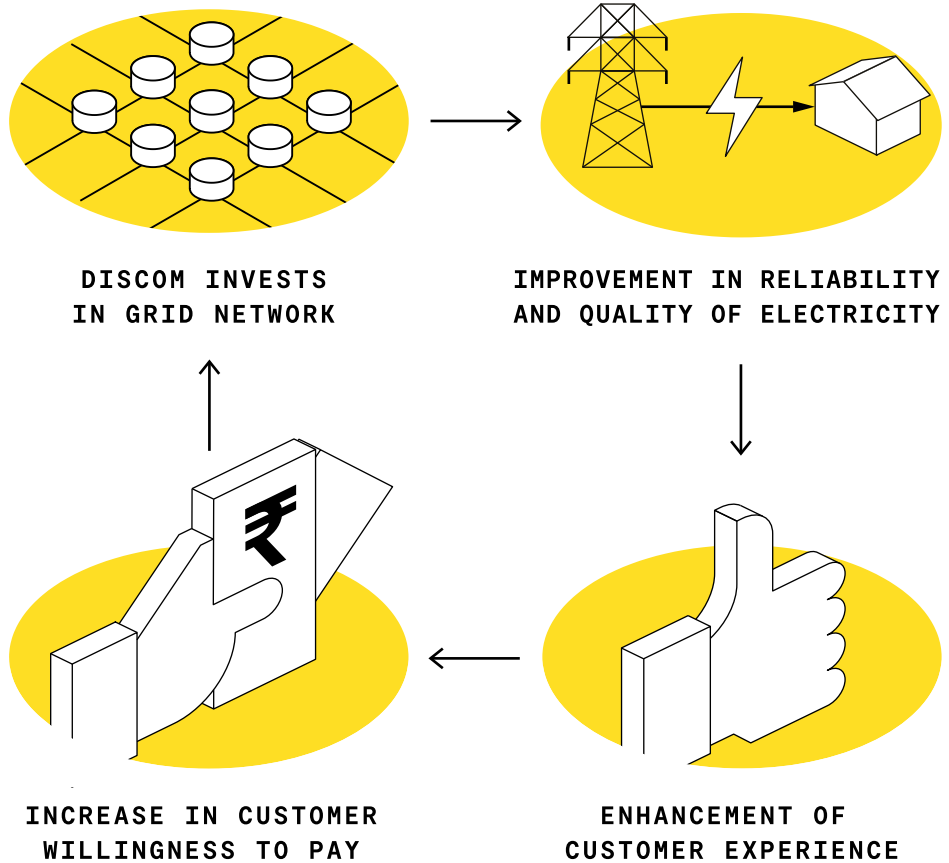 DISCOM INVESTS
IN GRID NETWORK
IMPROVEMENT IN RELIABILITY
AND QUALITY OF ELECTRICITY
₹
INCREASE IN CUSTOMER
WILLINGNESS TO PAY
ENHANCEMENT OF
CUSTOMER EXPERIENCE